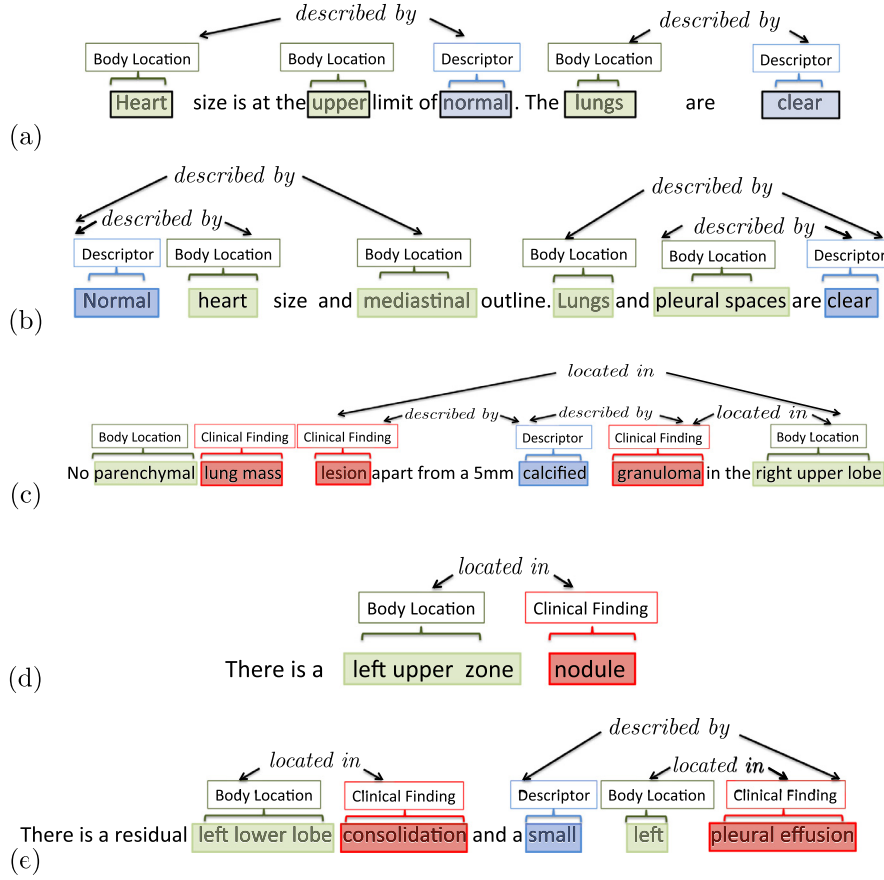 described by
described by
Body Location Body Location Descriptor Body Location Descriptor
Heart size is at the upper limit of normal. The lungs are clear
(a)
described by
described by
described by
described by
Descriptor Body Location Body Location Body Location Body Location Descriptor
Normal heart size and mediastinal outline. Lungs and pleural spaces are clear
(b)
located in
described by described by located in
Body Location Clinical Finding Clinical Finding Descriptor Clinical Finding Body Location
No parenchymal lung mass lesion apart from a 5mm calcified granuloma in the right upper lobe
(c)
located in
Body Location Clinical Finding
There is a left upper zone nodule
(d)
described by
located in located in
Body Location Clinical Finding Descriptor Body Location Clinical Finding
There is a residual left lower lobe consolidation and a small left pleural effusion
(e)